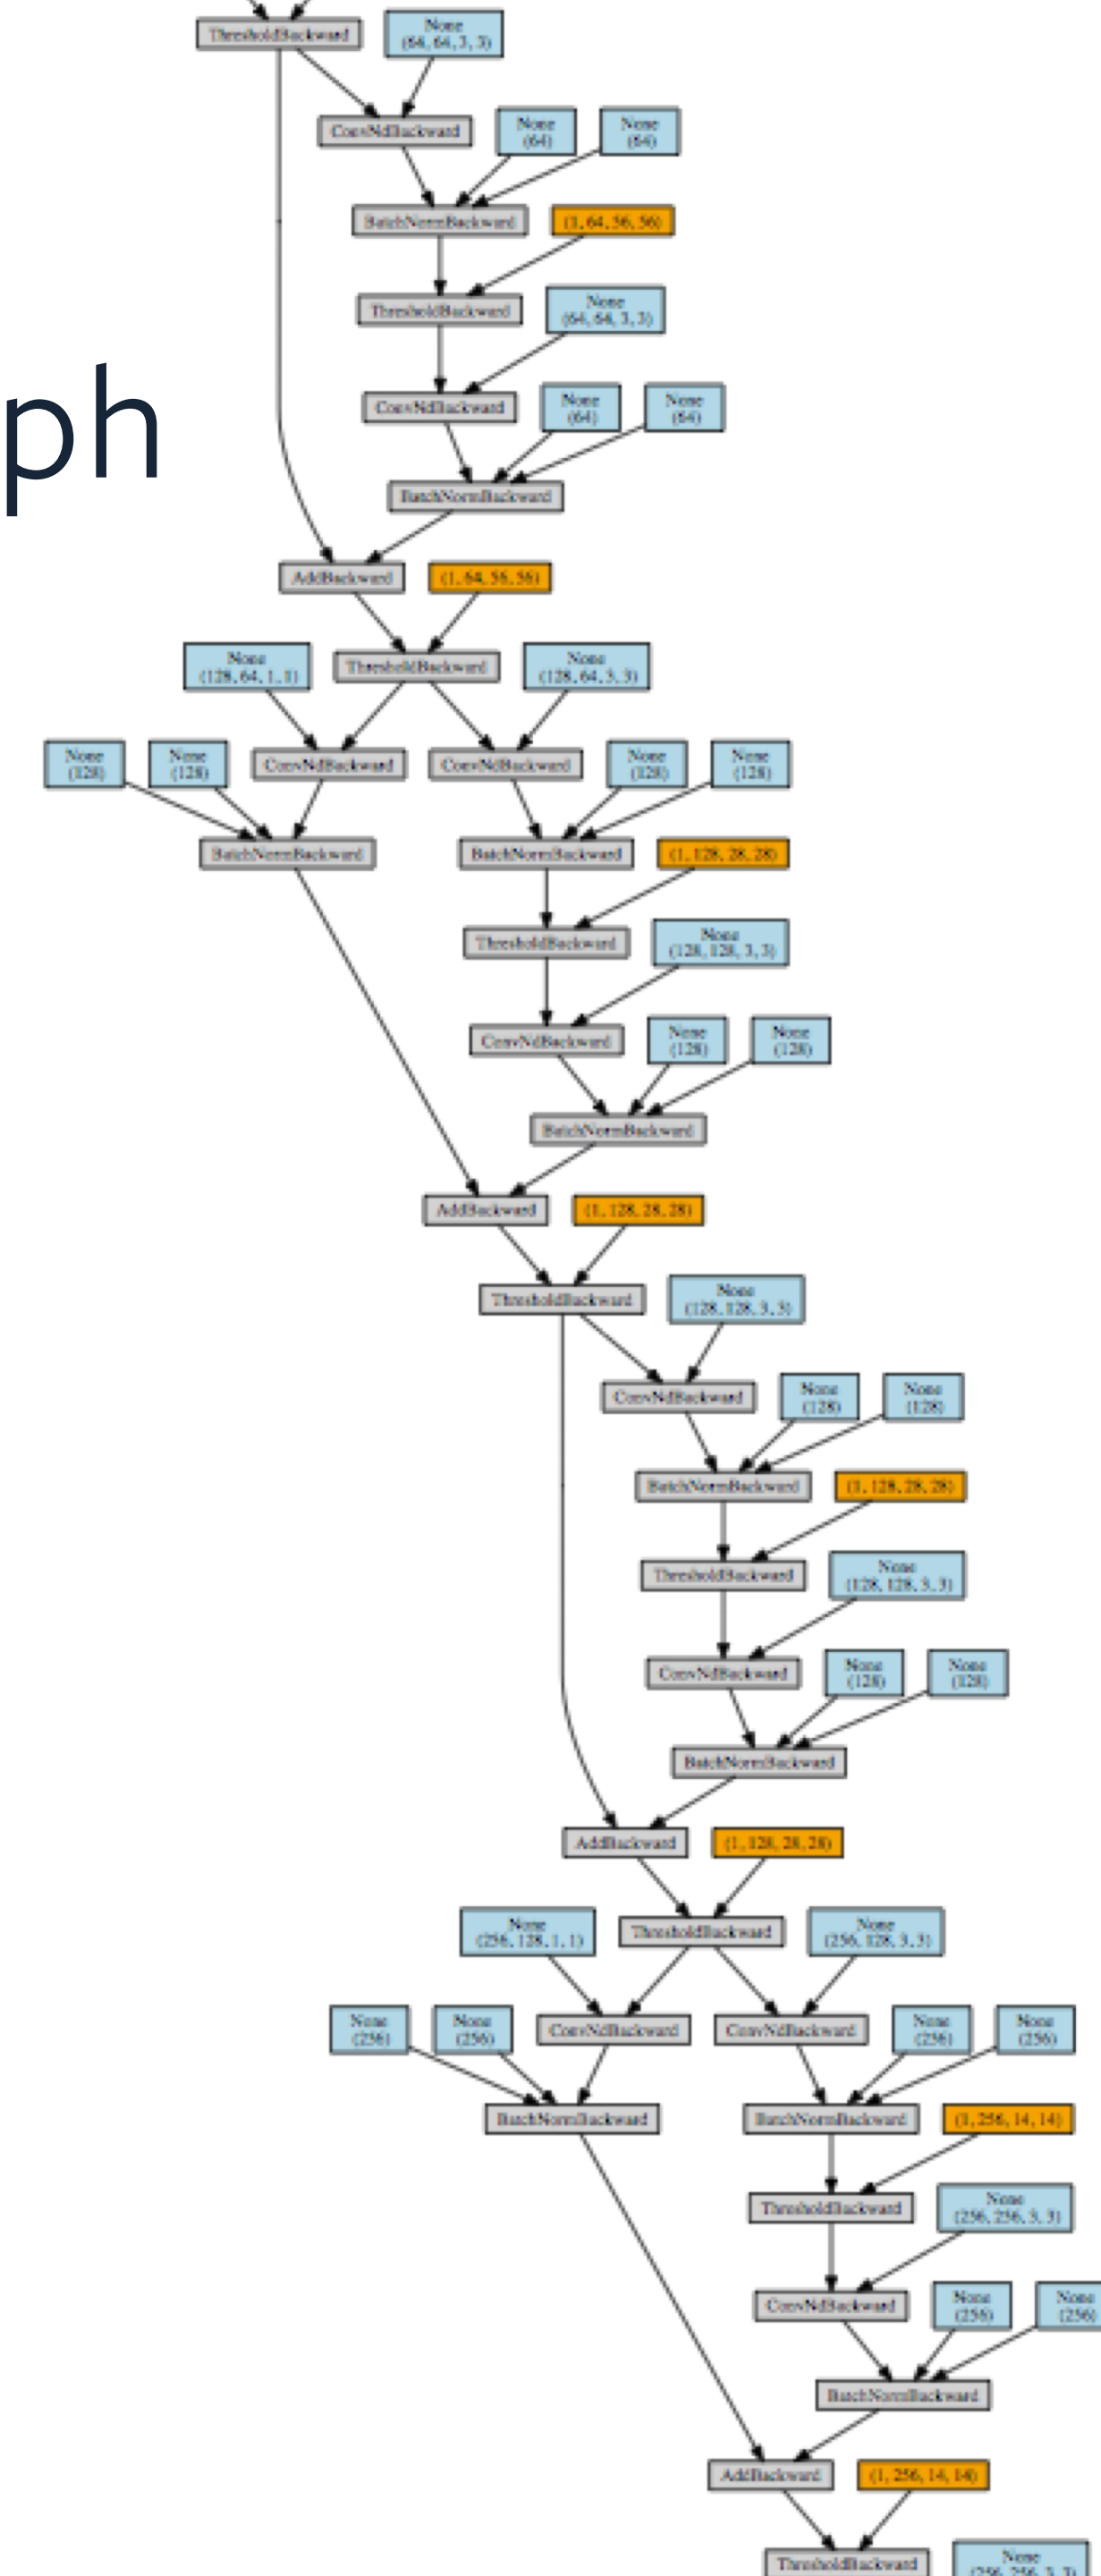 ThresholdBackward
None
(64, 64, 3, 3)
ConvNdBackward
None
(64)
None
(64)
BatchNormBackward
(1, 64, 56, 56)
ThresholdBackward
None
(64, 64, 3, 3)
ph
ConvNdBackward
None
(64)
None
(64)
BatchNormBackward
AddBackward
(1, 64, 56, 56)
None
(128, 64, 1, 1)
ThresholdBackward
None
(128, 64, 3, 3)
None
(128)
None
(128)
ConvNdBackward
ConvNdBackward
None
(128)
None
(128)
BatchNormBackward
BatchNormBackward
(1, 128, 28, 28)
ThresholdBackward
None
(128, 128, 3, 3)
ConvNdBackward
None
(128)
None
(128)
BatchNormBackward
AddBackward
(1, 128, 28, 28)
ThresholdBackward
None
(128, 128, 3, 3)
ConvNdBackward
None
(128)
None
(128)
BatchNormBackward
(1, 128, 28, 28)
ThresholdBackward
None
(128, 128, 3, 3)
ConvNdBackward
None
(128)
None
(128)
BatchNormBackward
AddBackward
(1, 128, 28, 28)
None
(256, 128, 1, 1)
ThresholdBackward
None
(256, 128, 3, 3)
None
(256)
None
(256)
ConvNdBackward
ConvNdBackward
None
(256)
None
(256)
BatchNormBackward
BatchNormBackward
(1, 256, 14, 14)
ThresholdBackward
None
(256, 256, 3, 3)
ConvNdBackward
None
(256)
None
(256)
BatchNormBackward
AddBackward
(1, 256, 14, 14)
ThresholdBackward
None
(256, 256, 3, 3)